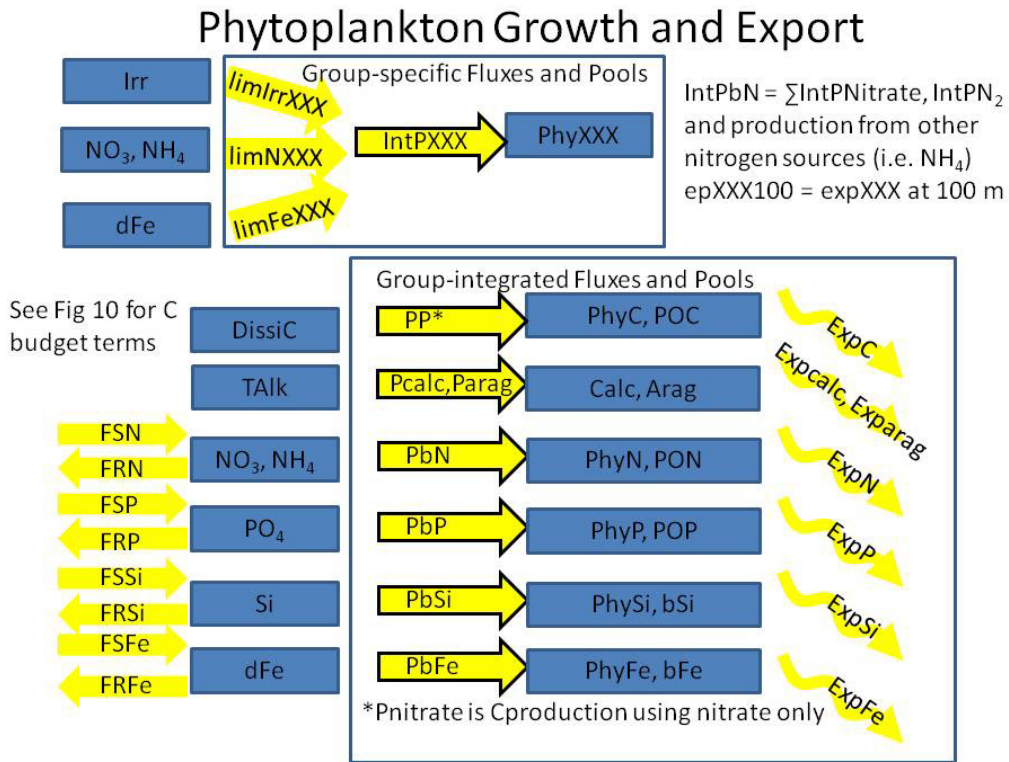 Phytoplankton Growth and Export
Irr
NO₃, NH₄
dFe
Group-specific Fluxes and Pools
limIrrXXX
limNXXX
limFeXXX
IntPXXX
PhyXXX
IntPbN = ∑IntPNitrate, IntPN₂
and production from other
nitrogen sources (i.e. NH₄)
epXXX100 = expXXX at 100 m
See Fig 10 for C
budget terms
Group-integrated Fluxes and Pools
DissiC
PP*
PhyC, POC
ExpC
TAlk
Pcalc,Parag
Calc, Arag
Expcalc, Exparag
FSN
FRN
NO₃, NH₄
PbN
PhyN, PON
ExpN
FSP
FRP
PO₄
PbP
PhyP, POP
ExpP
FSSi
FRSi
Si
PbSi
PhySi, bSi
ExpSi
FSFe
FRFe
dFe
PbFe
PhyFe, bFe
ExpFe
*Pnitrate is Cproduction using nitrate only